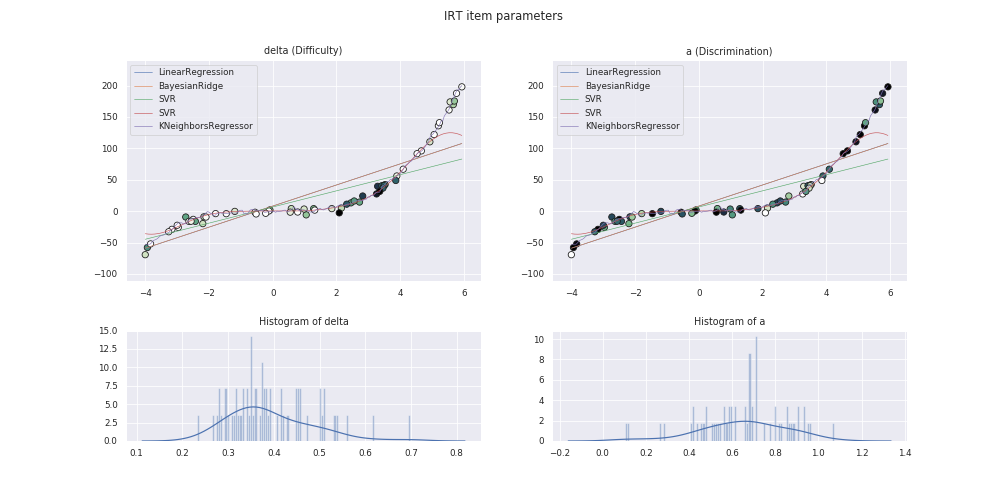 IRT item parameters
delta (Difficulty)
LinearRegression
BayesianRidge
SVR
SVR
KNeighborsRegressor
200
150
100
50
0
−50
−100
−4 −2 0 2 4 6
a (Discrimination)
LinearRegression
BayesianRidge
SVR
SVR
KNeighborsRegressor
200
150
100
50
0
−50
−100
−4 −2 0 2 4 6
Histogram of delta
15.0
12.5
10.0
7.5
5.0
2.5
0.0
0.1 0.2 0.3 0.4 0.5 0.6 0.7 0.8
Histogram of a
10
8
6
4
2
0
−0.2 0.0 0.2 0.4 0.6 0.8 1.0 1.2 1.4